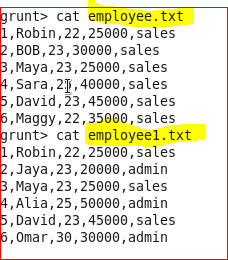 grunt> cat employee.txt
1,Robin,22,25000,sales
2,BOB,23,30000,sales
3,Maya,23,25000,sales
4,Sara,25,40000,sales
5,David,23,45000,sales
6,Maggy,22,35000,sales
grunt> cat employee1.txt
1,Robin,22,25000,sales
2,Jaya,23,20000,admin
3,Maya,23,25000,sales
4,Alia,25,50000,admin
5,David,23,45000,sales
6,Omar,30,30000,admin